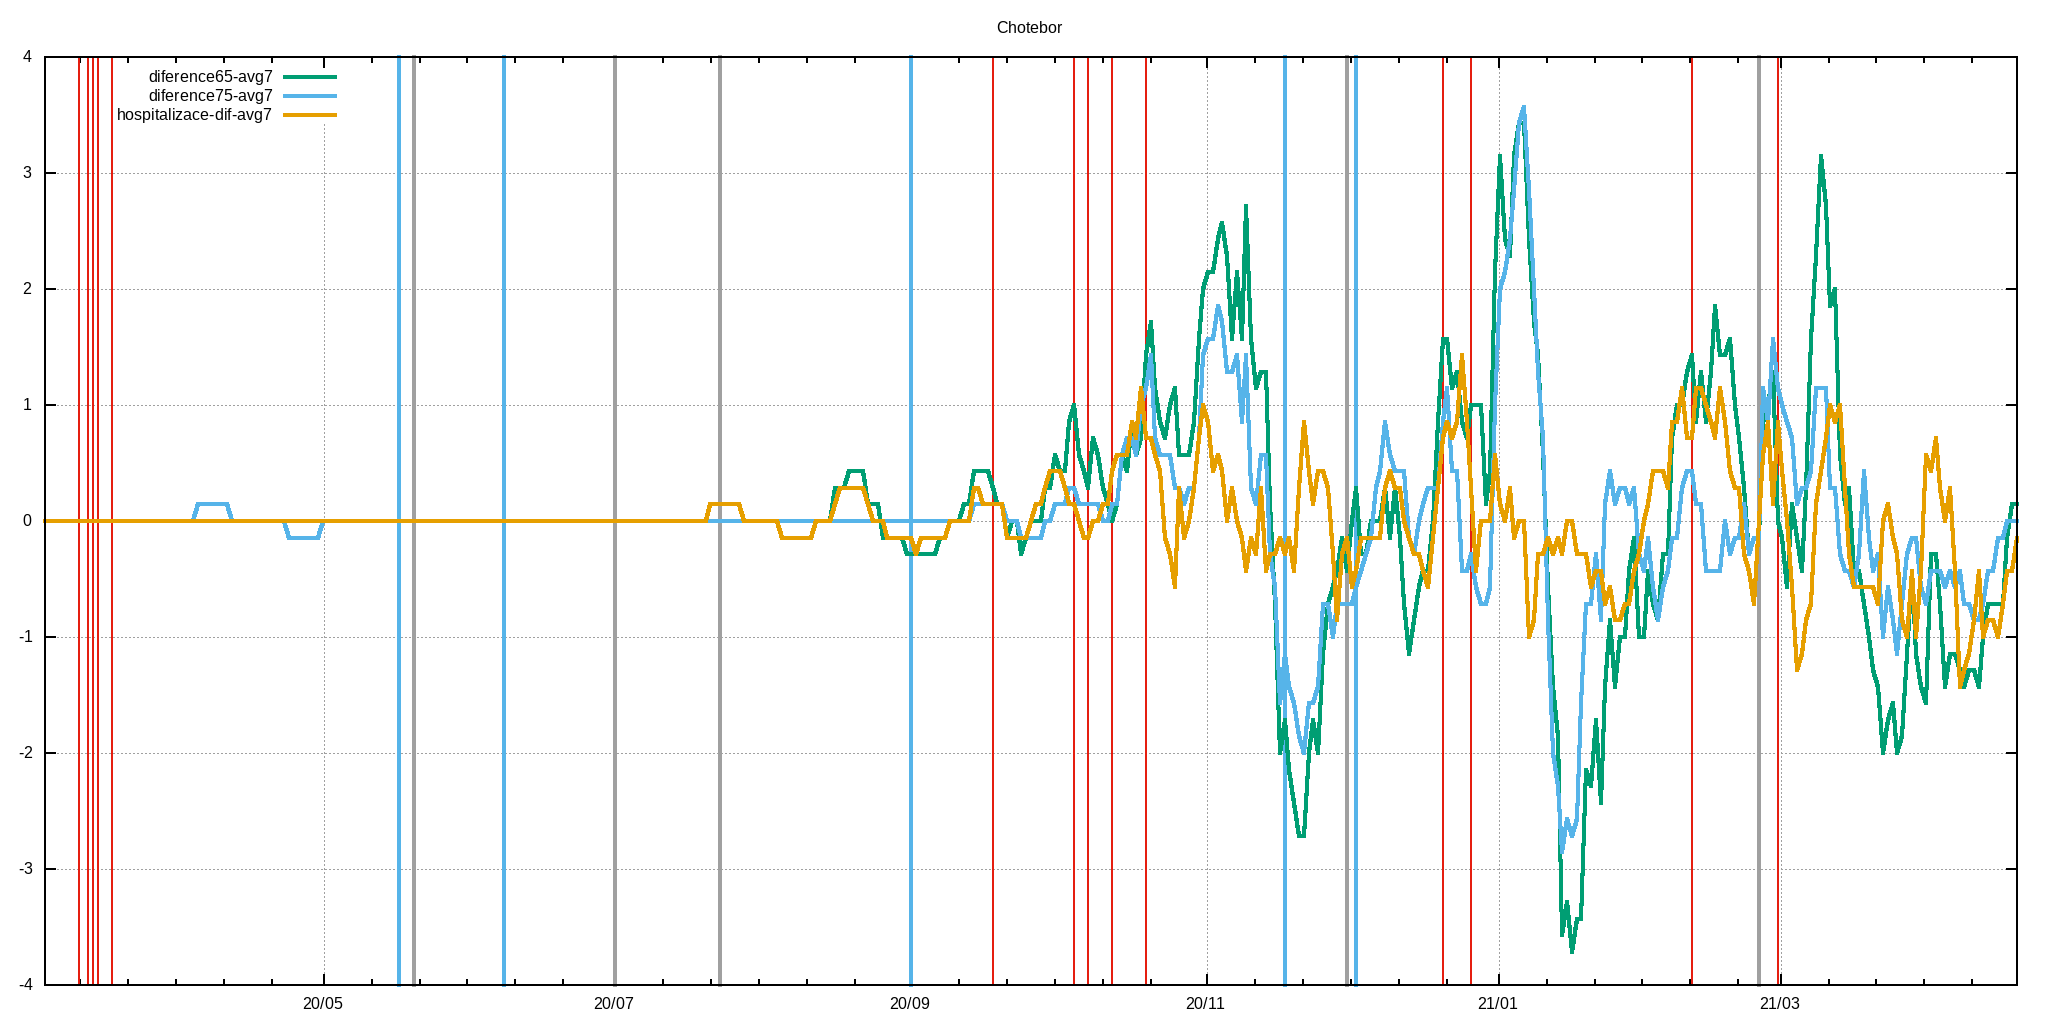 Chotebor
4
diference65-avg7
diference75-avg7
hospitalizace-dif-avg7
3
2
1
0
-1
-2
-3
-4
20/05 20/07 20/09 20/11 21/01 21/03